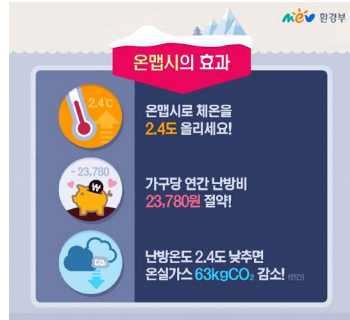 mev 환경부
온맵시의 효과
2.4℃
온맵시로 체온을
2.4도 올리세요!
- 23,780
₩
가구당 연간 난방비
23,780원 절약!
CO₂
난방온도 2.4도 낮추면
온실가스 63kgCO₂ 감소! (연간)